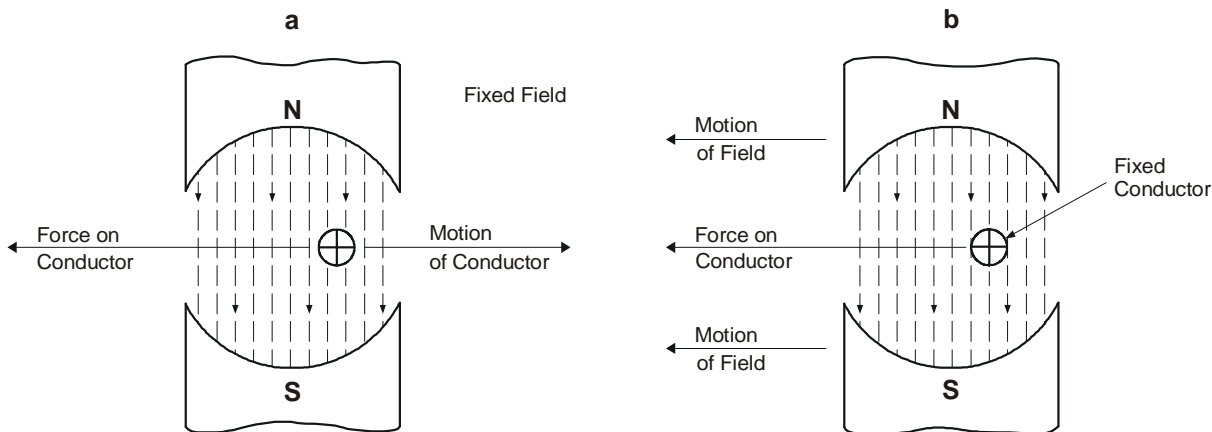 a
N
Fixed Field
Force on
Conductor
Motion
of Conductor
S
b
N
Motion
of Field
Fixed
Conductor
Force on
Conductor
Motion
of Field
S